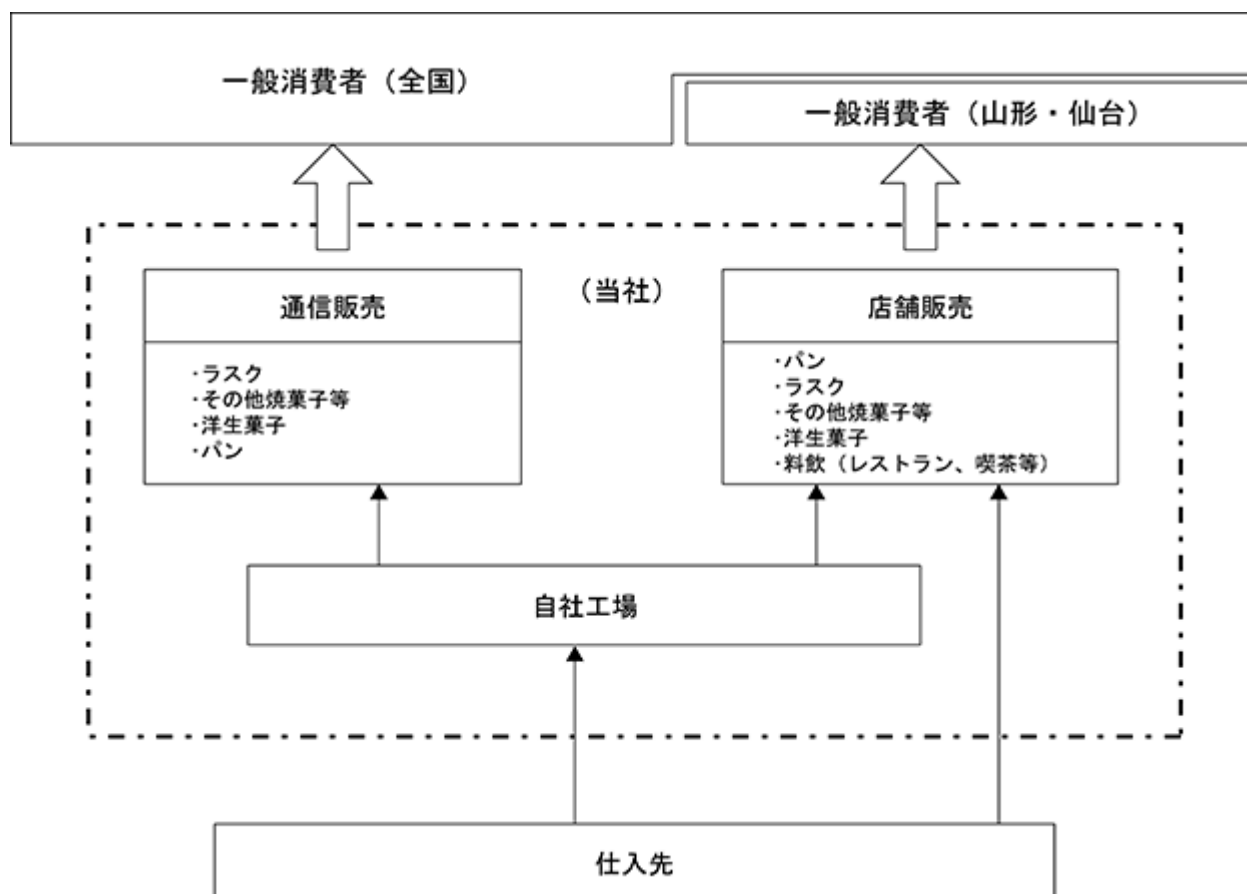 一般消費者（全国）
一般消費者（山形・仙台）
（当社）
通信販売
・ラスク
・その他焼菓子等
・洋生菓子
・パン
店舗販売
・パン
・ラスク
・その他焼菓子等
・洋生菓子
・料飲（レストラン、喫茶等）
自社工場
仕入先